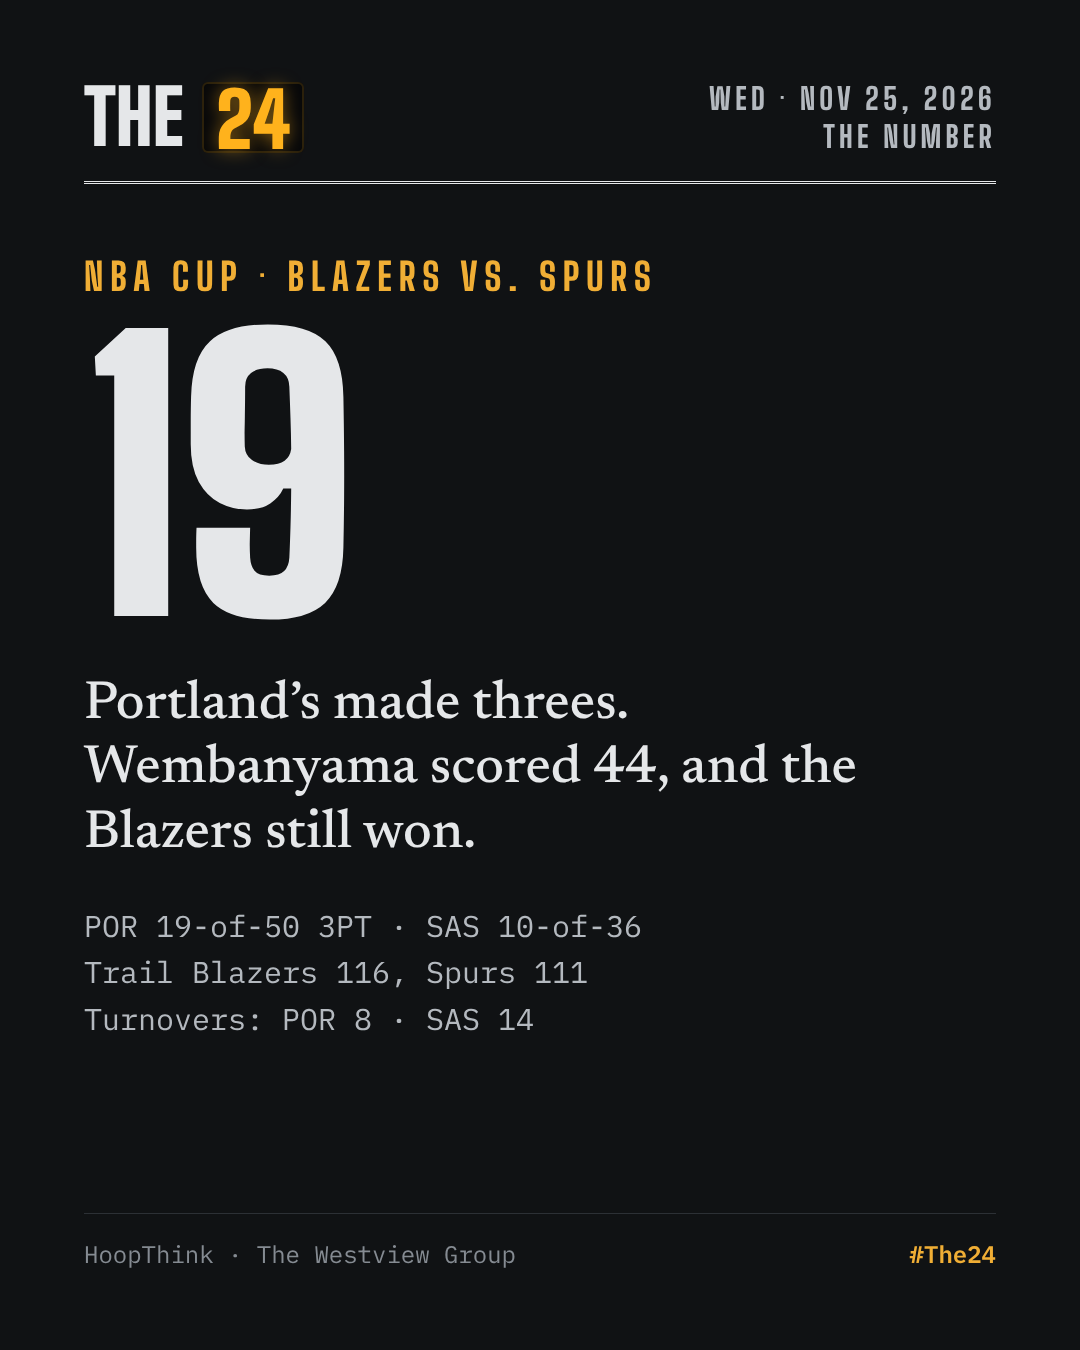 THE 24
WED · NOV 25, 2026
THE NUMBER
NBA CUP · BLAZERS VS. SPURS
19
Portland’s made threes.
Wembanyama scored 44, and the
Blazers still won.
POR 19-of-50 3PT · SAS 10-of-36
Trail Blazers 116, Spurs 111
Turnovers: POR 8 · SAS 14
HoopThink · The Westview Group
#The24